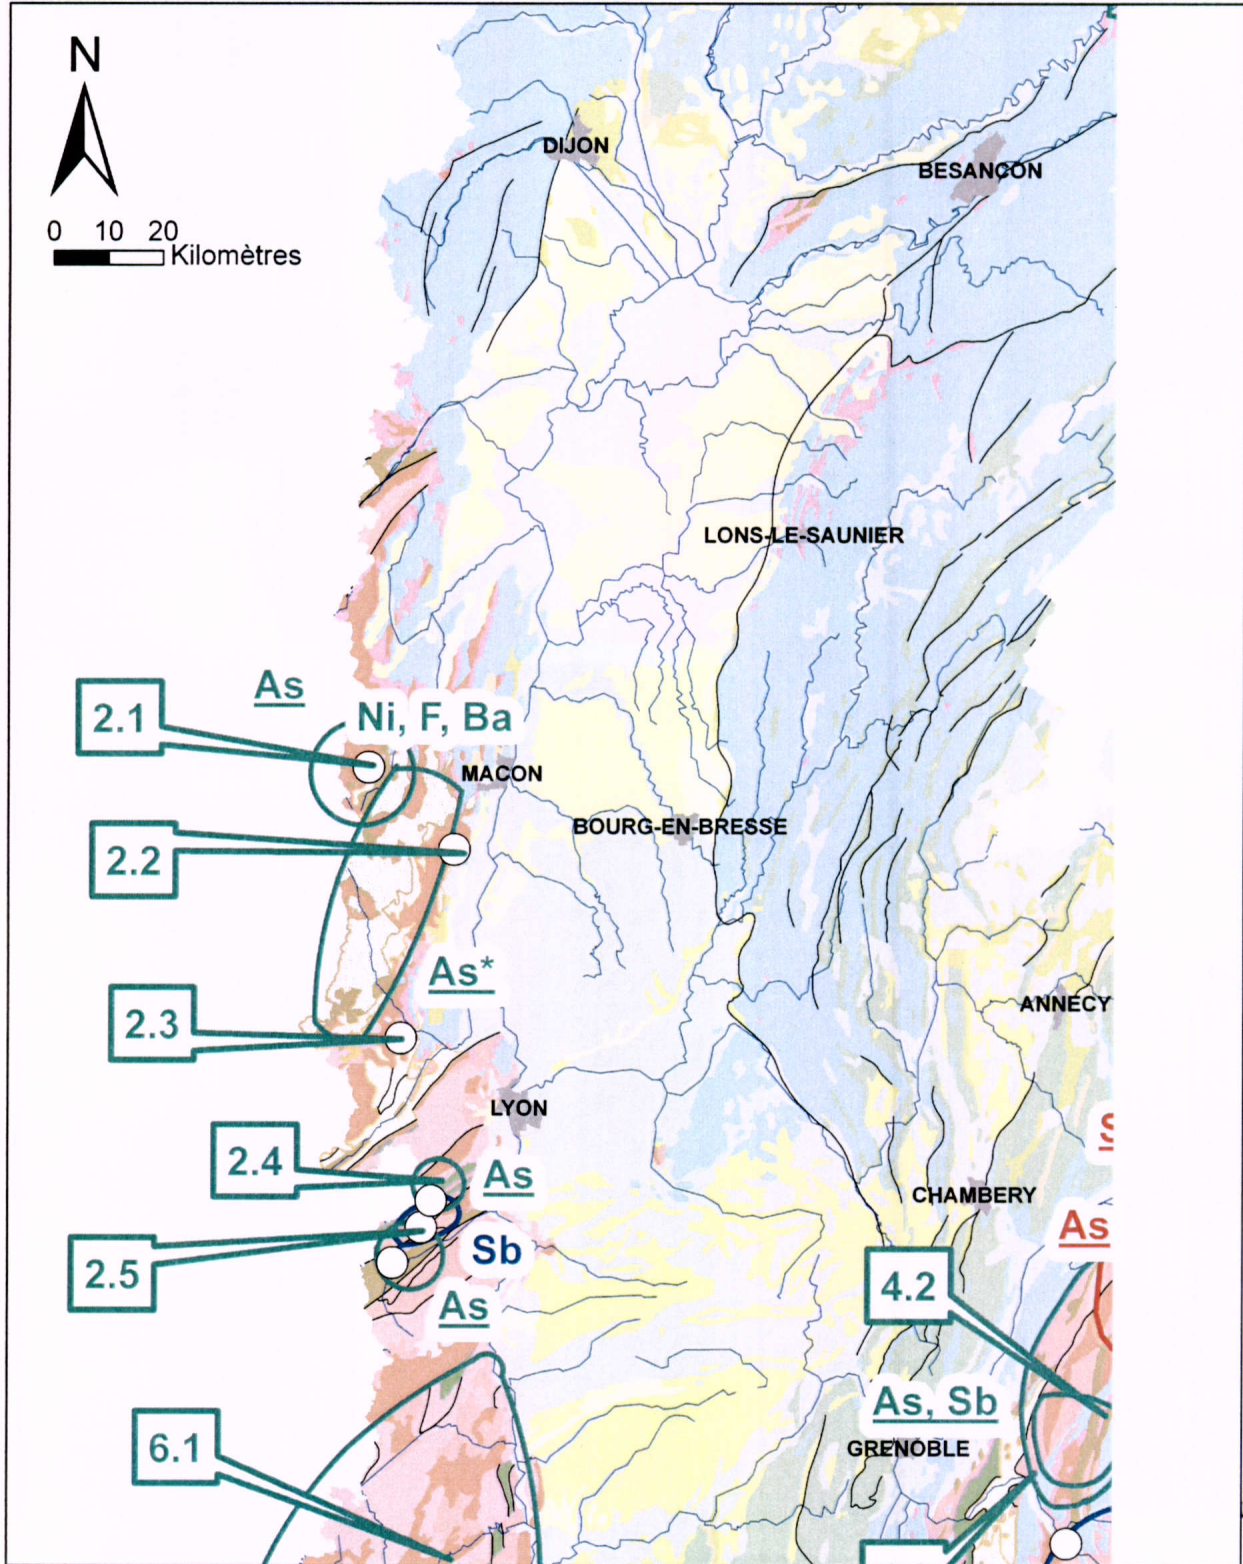 N
0 10 20
Kilomètres
DIJON
BESANÇON
LONS-LE-SAUNIER
As
2.1
Ni, F, Ba
MACON
BOURG-EN-BRESSE
2.2
As*
2.3
ANNECY
LYON
2.4
As
CHAMBERY
As
Sb
2.5
4.2
As
As, Sb
6.1
GRENOBLE